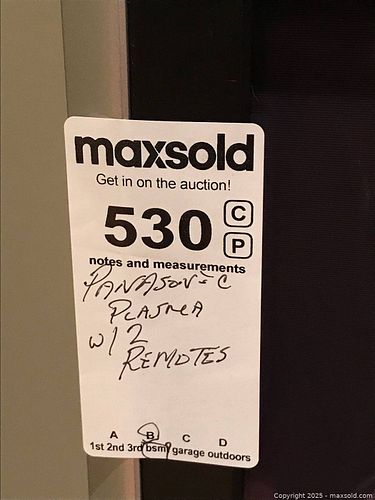 maxsold
Get in on the auction!
530 C
P
notes and measurements
PANASONIC
PLASMA
w/ 2
REMOTES
A B C D
1st 2nd 3rd bsmt garage outdoors
Copyright 2025 - maxsold.com